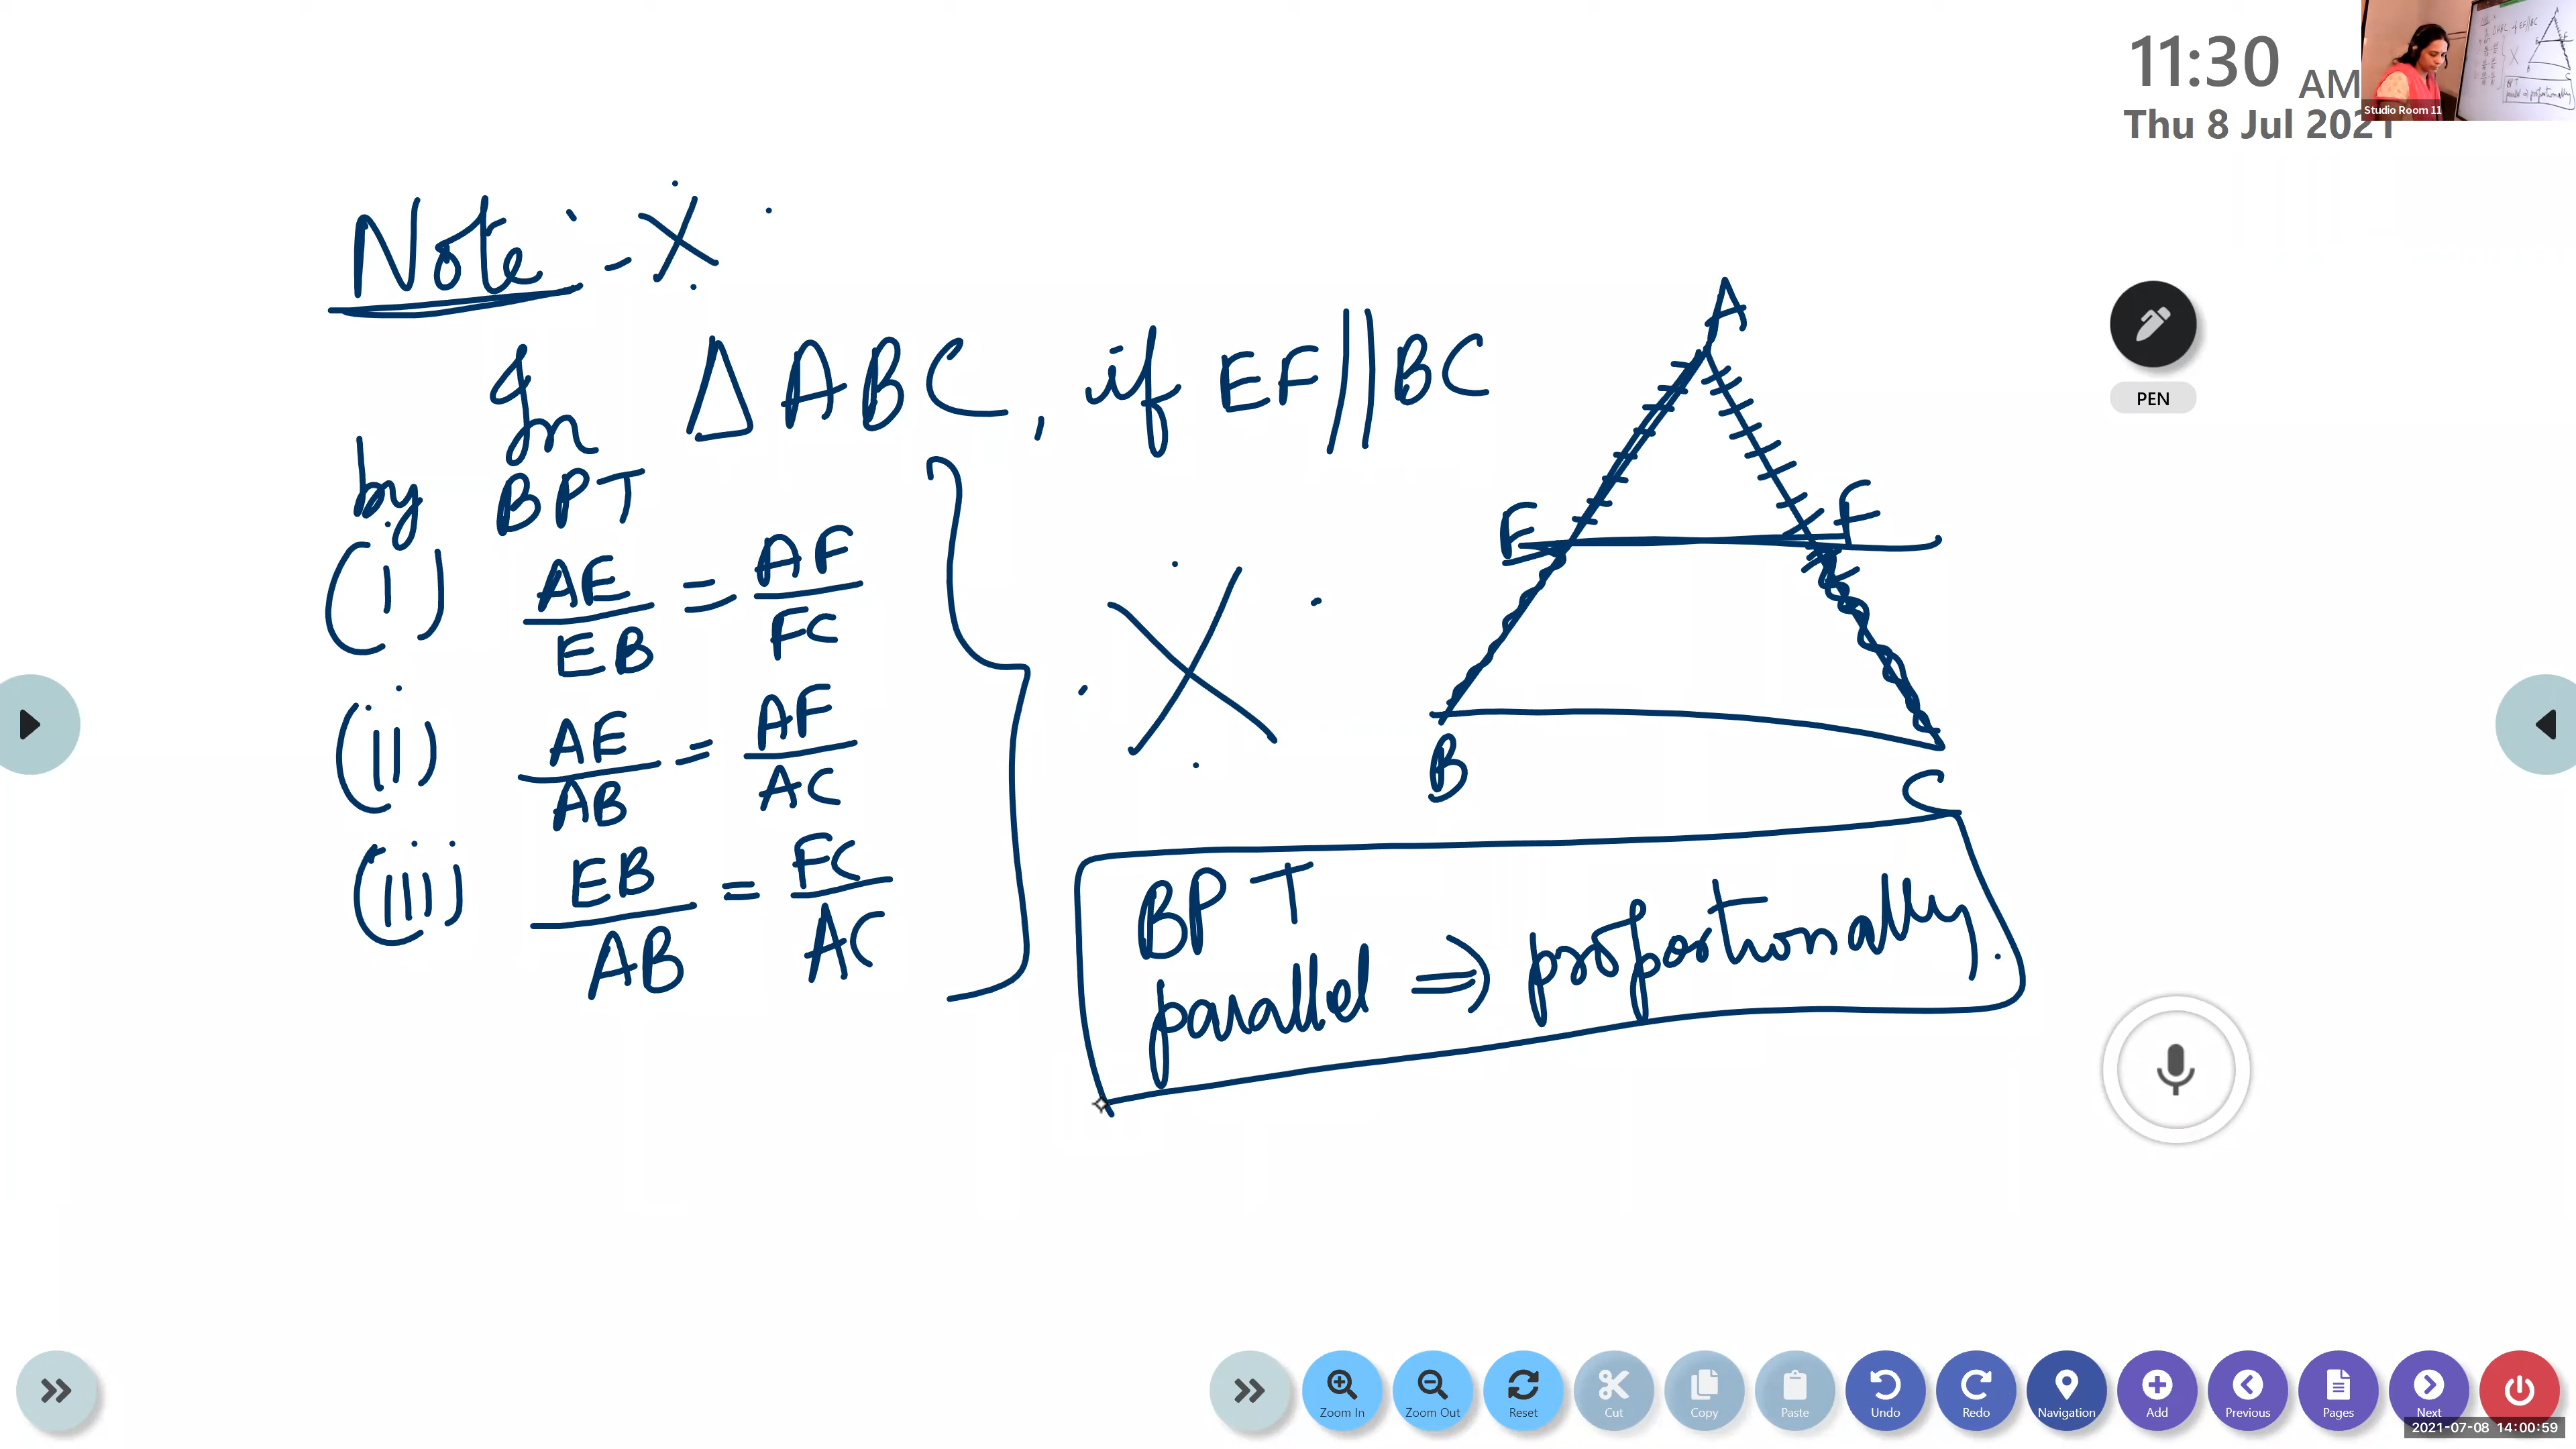 11:30 AM
Thu 8 Jul 2021
Studio Room 11
Note :- X
In △ABC, if EF||BC
by BPT
(i) AE/EB = AF/FC
(ii) AE/AB = AF/AC
(iii) EB/AB = FC/AC
A
E F
B
C
BPT
parallel ⇒ proportionally.
PEN
Zoom In
Zoom Out
Reset
Cut
Copy
Paste
Undo
Redo
Navigation
Add
Previous
Pages
Next
2021-07-08 14:00:59